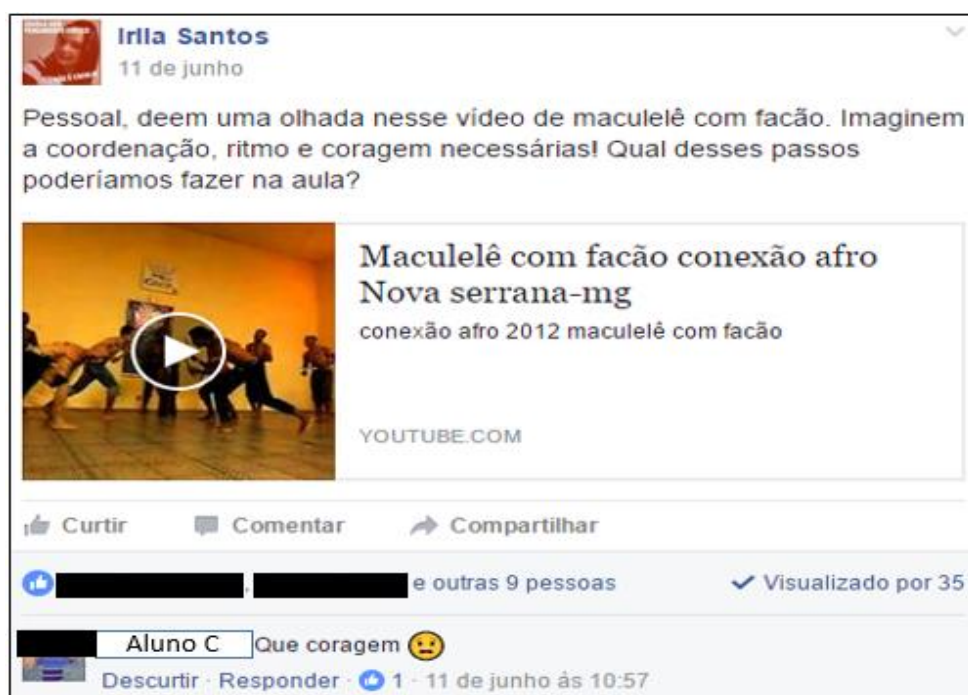 Irlla Santos
11 de junho
Pessoal, deem uma olhada nesse vídeo de maculelê com facão. Imaginem
a coordenação, ritmo e coragem necessárias! Qual desses passos
poderíamos fazer na aula?
Maculelê com facão conexão afro
Nova serrana-mg
conexão afro 2012 maculelê com facão
YOUTUBE.COM
Curtir Comentar Compartilhar
, e outras 9 pessoas Visualizado por 35
Aluno C Que coragem
Descurtir · Responder · 1 · 11 de junho às 10:57